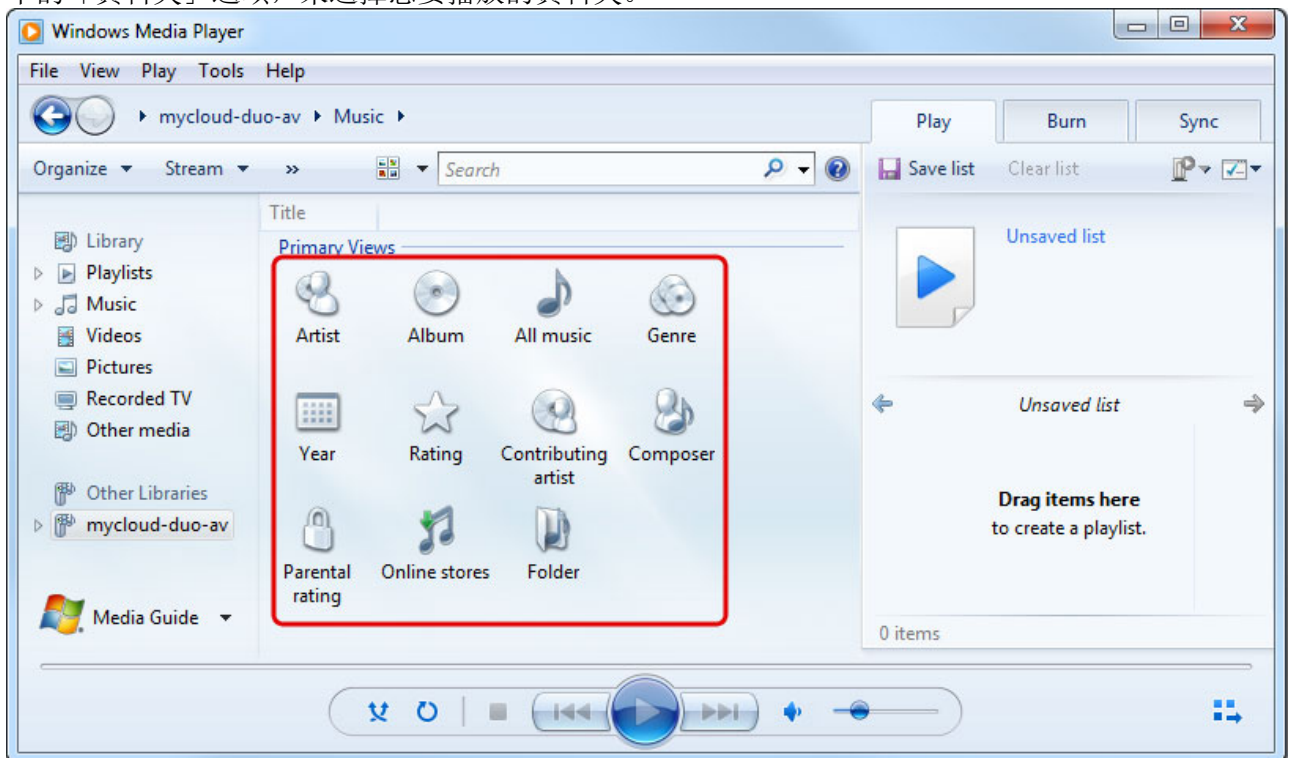 Windows Media Player
File View Play Tools Help
mycloud-duo-av Music
Play Burn Sync
Organize Stream » Search
Save list Clear list
Title
Primary Views
Library
Playlists
Music
Videos
Pictures
Recorded TV
Other media
Other Libraries
mycloud-duo-av
Media Guide
Artist Album All music Genre
Year Rating Contributing artist Composer
Parental rating Online stores Folder
Unsaved list
Unsaved list
Drag items here
to create a playlist.
0 items